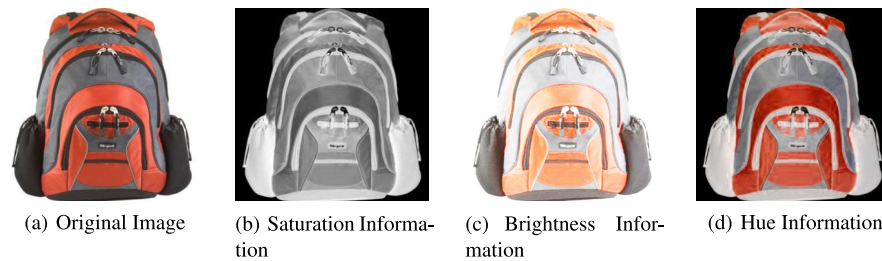 (a) Original Image
(b) Saturation Informa-
tion
(c) Brightness Infor-
mation
(d) Hue Information